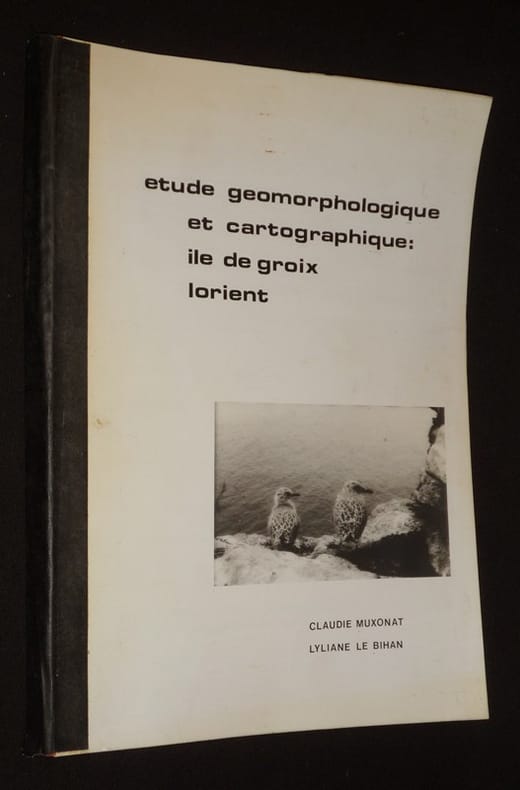 etude geomorphologique
et cartographique:
ile de groix
lorient
CLAUDIE MUXONAT
LYLIANE LE BIHAN